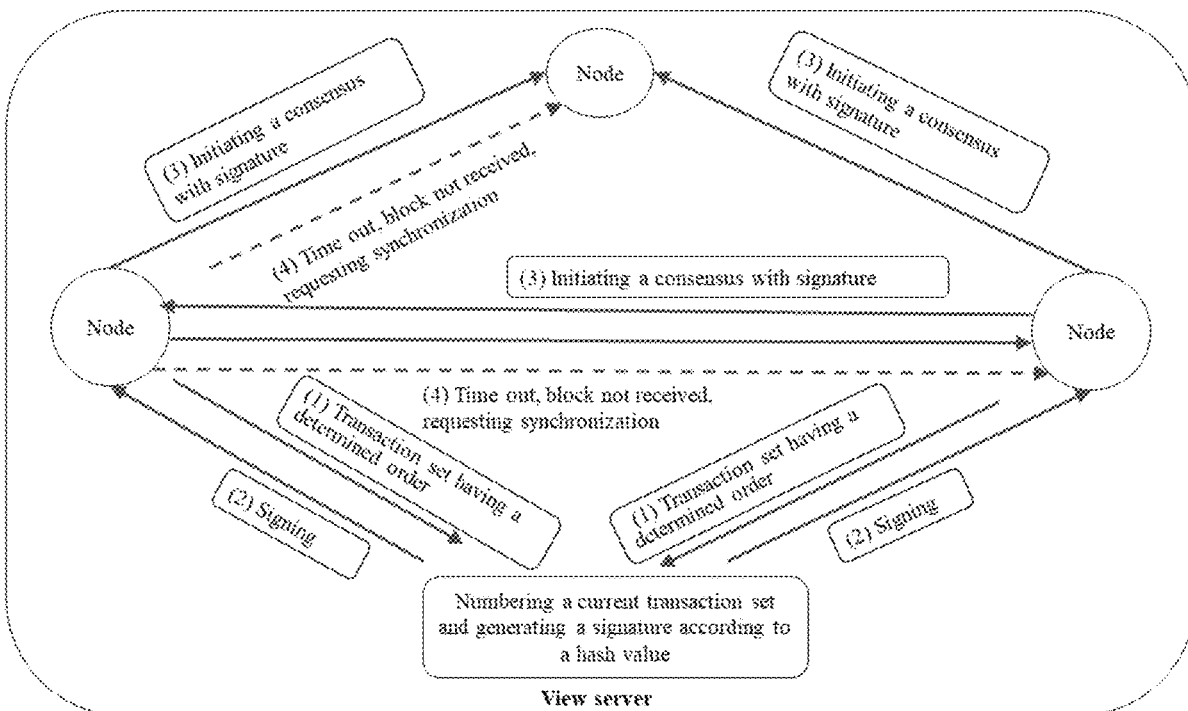 Node
(3) Initiating a consensus
with signature
(3) Initiating a consensus
with signature
(4) Time out, block not received,
requesting synchronization
(3) Initiating a consensus with signature
Node
Node
(4) Time out, block not received,
requesting synchronization
(1) Transaction set having a
determined order
(1) Transaction set having a
determined order
(2) Signing
(2) Signing
Numbering a current transaction set
and generating a signature according to
a hash value
View server